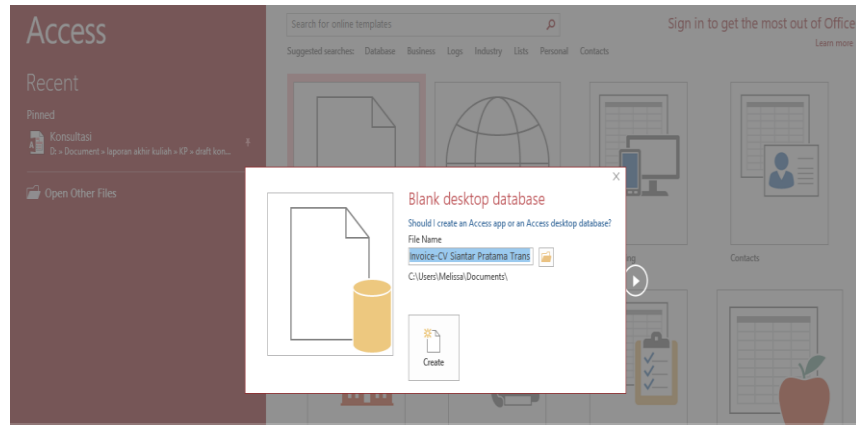 Access
Recent
Pinned
Konsultasi
D: » Document » laporan akhir kuliah » KP » draft kon...
Open Other Files
Search for online templates
Suggested searches: Database Business Logs Industry Lists Personal Contacts
Sign in to get the most out of Office
Learn more
Blank desktop database
Should I create an Access app or an Access desktop database?
File Name
Invoice-CV Siantar Pratama Trans
C:\Users\Melissa\Documents\
Create
Contacts